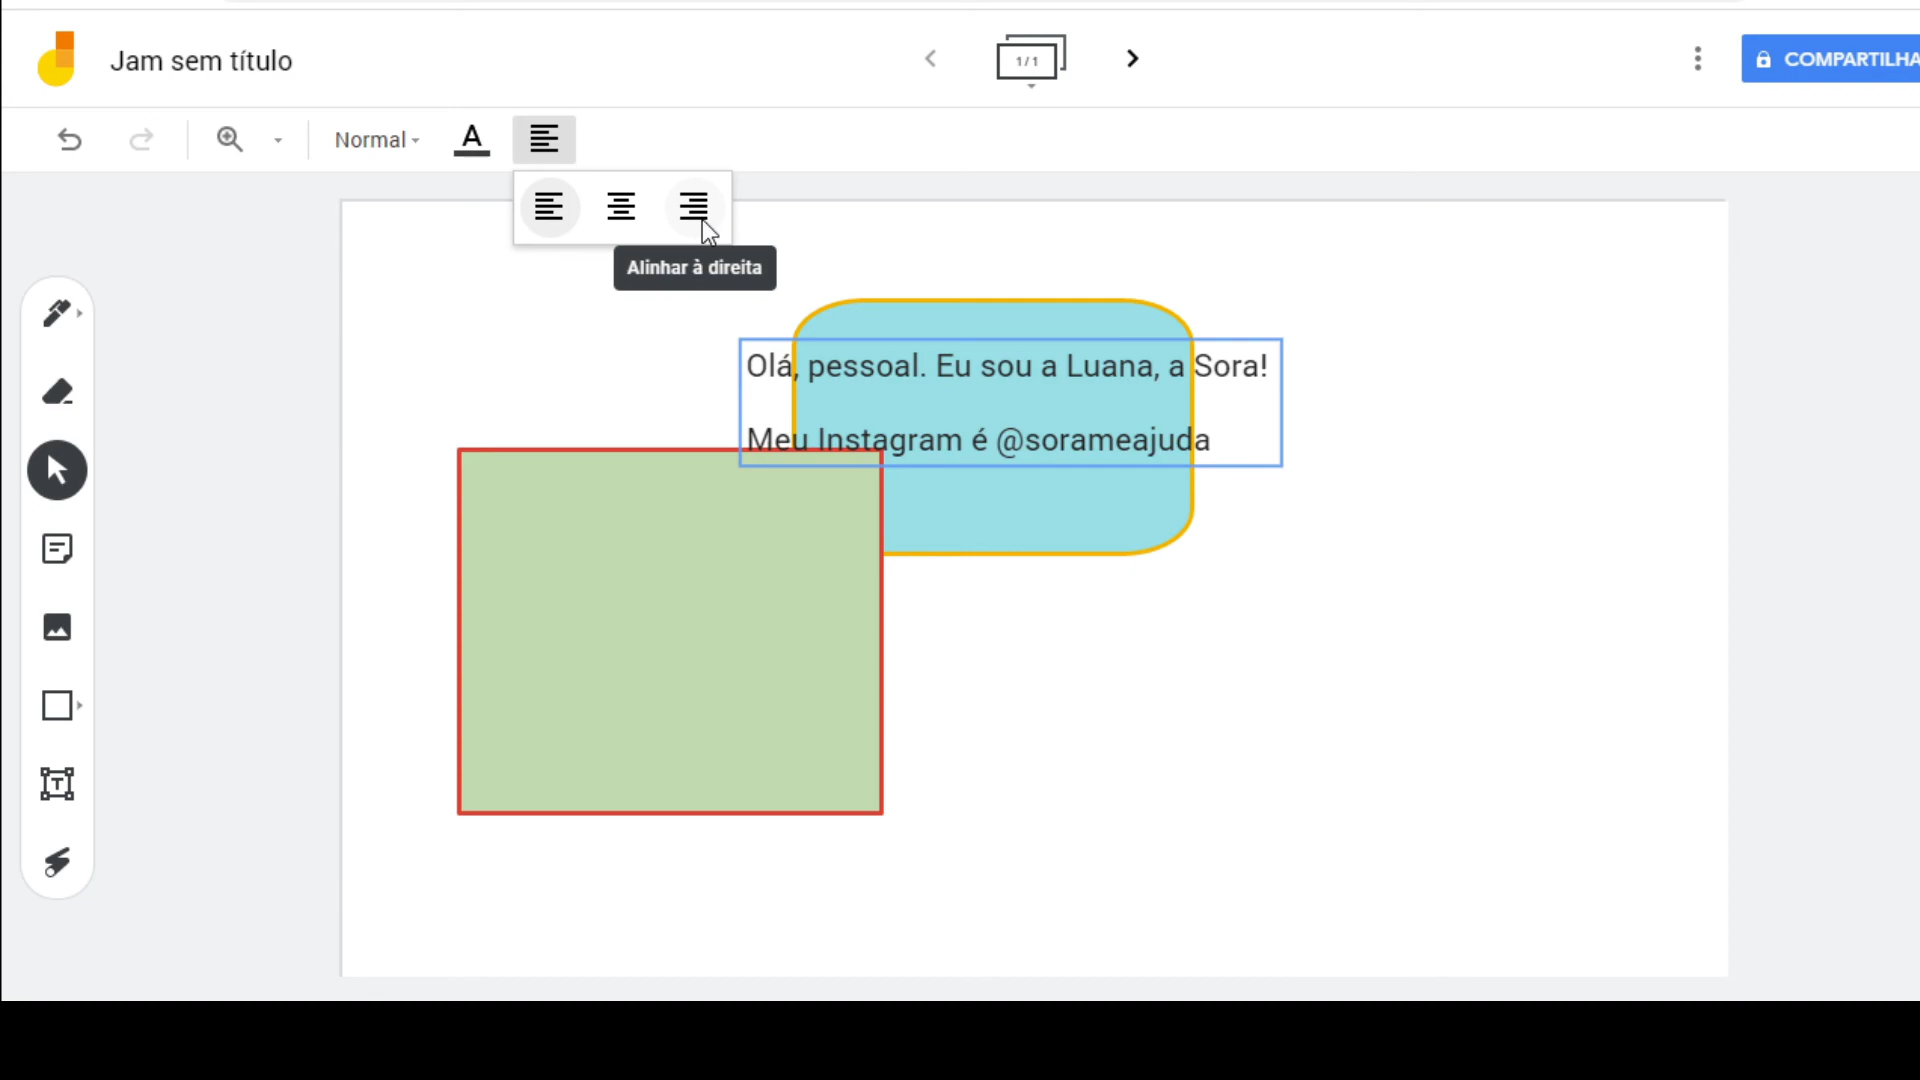 Jam sem título
1/1
COMPARTILHA
Normal
A
Alinhar à direita
Olá, pessoal. Eu sou a Luana, a Sora!
Meu Instagram é @sorameajuda
T